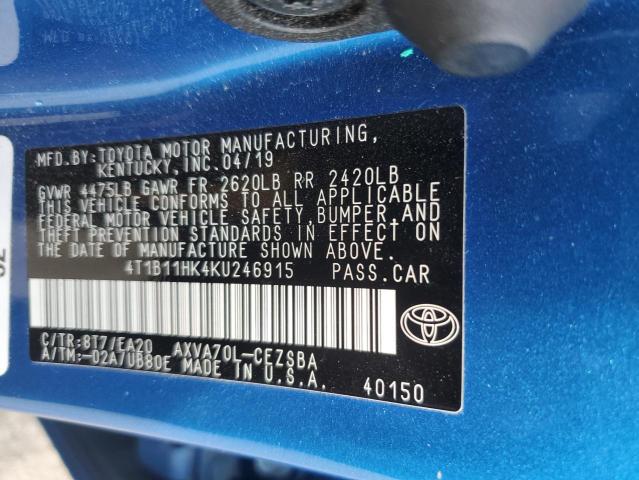 MFD.BY:TOYOTA MOTOR MANUFACTURING,
KENTUCKY, INC. 04/19
GVWR 4475LB GAWR FR 2620LB RR 2420LB
THIS VEHICLE CONFORMS TO ALL APPLICABLE
FEDERAL MOTOR VEHICLE SAFETY, BUMPER, AND
THEFT PREVENTION STANDARDS IN EFFECT ON
THE DATE OF MANUFACTURE SHOWN ABOVE.
4T1B11HK4KU246915 PASS.CAR
C/TR:8T7/EA20 AXVA70L-CEZSBA
A/TM:-02A/UB80E MADE IN U.S.A.
40150